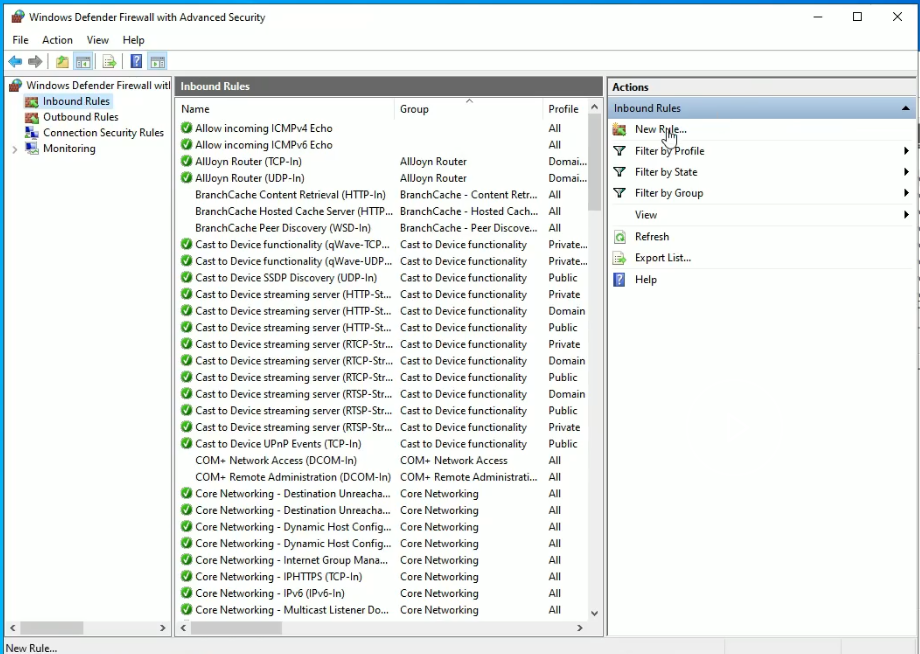 Windows Defender Firewall with Advanced Security
File Action View Help
Windows Defender Firewall wit
Inbound Rules
Outbound Rules
Connection Security Rules
Monitoring
Inbound Rules
Name Group Profile
Allow incoming ICMPv4 Echo All
Allow incoming ICMPv6 Echo All
AllJoyn Router (TCP-In) AllJoyn Router Domai...
AllJoyn Router (UDP-In) AllJoyn Router Domai...
BranchCache Content Retrieval (HTTP-In) BranchCache - Content Retr... All
BranchCache Hosted Cache Server (HTTP... BranchCache - Hosted Cach... All
BranchCache Peer Discovery (WSD-In) BranchCache - Peer Discove... All
Cast to Device functionality (qWave-TCP... Cast to Device functionality Private...
Cast to Device functionality (qWave-UDP... Cast to Device functionality Private...
Cast to Device SSDP Discovery (UDP-In) Cast to Device functionality Public
Cast to Device streaming server (HTTP-St... Cast to Device functionality Private
Cast to Device streaming server (HTTP-St... Cast to Device functionality Domain
Cast to Device streaming server (HTTP-St... Cast to Device functionality Public
Cast to Device streaming server (RTCP-Str... Cast to Device functionality Private
Cast to Device streaming server (RTCP-Str... Cast to Device functionality Domain
Cast to Device streaming server (RTCP-Str... Cast to Device functionality Public
Cast to Device streaming server (RTSP-Str... Cast to Device functionality Domain
Cast to Device streaming server (RTSP-Str... Cast to Device functionality Public
Cast to Device streaming server (RTSP-Str... Cast to Device functionality Private
Cast to Device UPnP Events (TCP-In) Cast to Device functionality Public
COM+ Network Access (DCOM-In) COM+ Network Access All
COM+ Remote Administration (DCOM-In) COM+ Remote Administrati... All
Core Networking - Destination Unreacha... Core Networking All
Core Networking - Destination Unreacha... Core Networking All
Core Networking - Dynamic Host Config... Core Networking All
Core Networking - Dynamic Host Config... Core Networking All
Core Networking - Internet Group Mana... Core Networking All
Core Networking - IPHTTPS (TCP-In) Core Networking All
Core Networking - IPv6 (IPv6-In) Core Networking All
Core Networking - Multicast Listener Do... Core Networking All
Actions
Inbound Rules
New Rule...
Filter by Profile
Filter by State
Filter by Group
View
Refresh
Export List...
Help
New Rule...